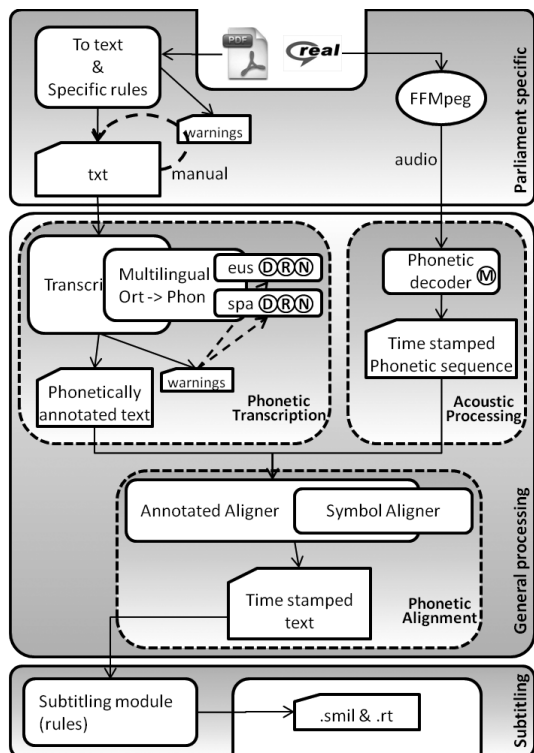 To text
&
Specific rules
PDF
real
FFMpeg
warnings
txt
manual
audio
Parliament specific
Transcri
Multilingual
Ort -> Phon
eus D R N
spa D R N
warnings
Phonetically
annotated text
Phonetic
Transcription
Phonetic
decoder M
Time stamped
Phonetic sequence
Acoustic
Processing
Annotated Aligner
Symbol Aligner
Time stamped
text
Phonetic
Alignment
General processing
Subtitling module
(rules)
.smil & .rt
Subtitling